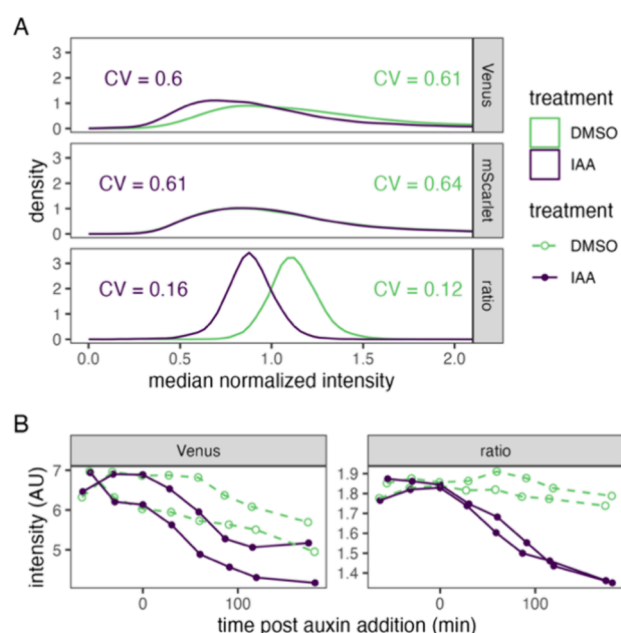 A
3
2
1
0
CV = 0.6
CV = 0.61
Venus
3
2
1
0
CV = 0.61
CV = 0.64
mScarlet
3
2
1
0
CV = 0.16
CV = 0.12
ratio
density
0.0 0.5 1.0 1.5 2.0
median normalized intensity
treatment
DMSO
IAA
treatment
DMSO
IAA
B
Venus
ratio
7
6
5
intensity (AU)
0 100
1.9
1.8
1.7
1.6
1.5
1.4
0 100
time post auxin addition (min)